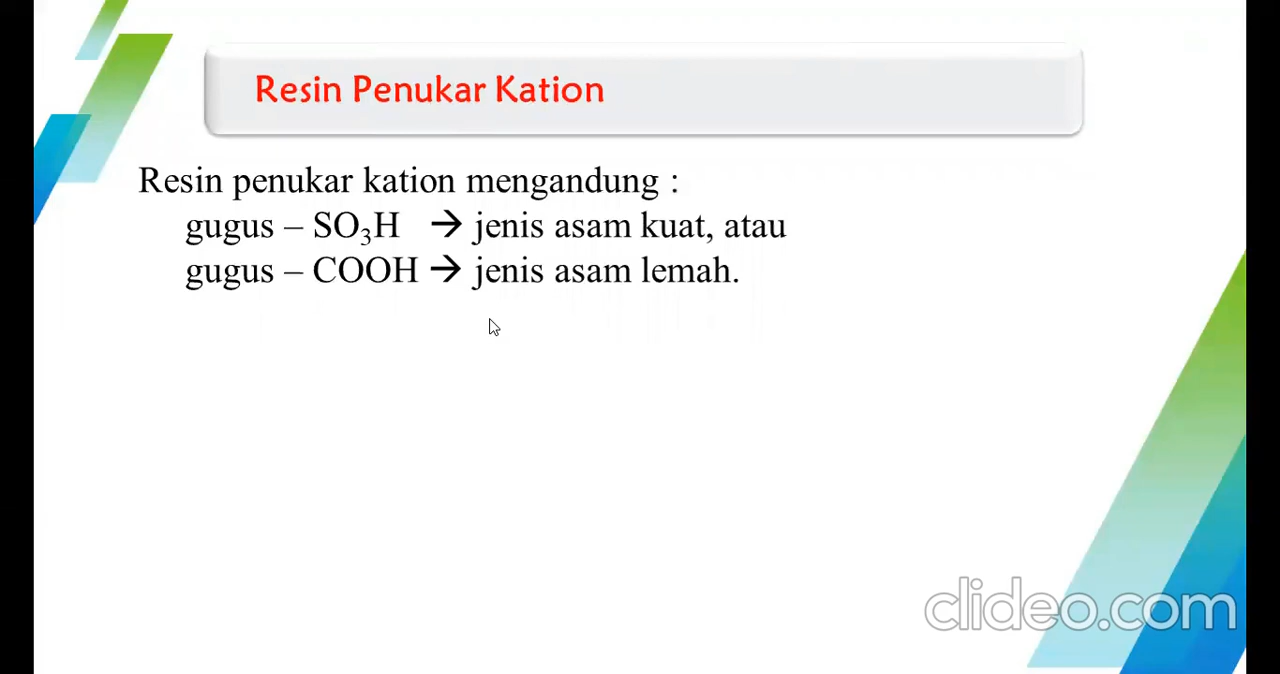 Resin Penukar Kation
Resin penukar kation mengandung :
gugus – SO₃H → jenis asam kuat, atau
gugus – COOH → jenis asam lemah.
clideo.com